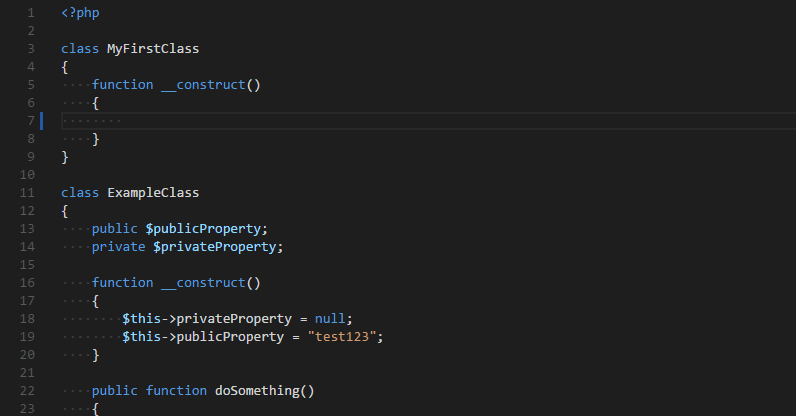 1 <?php
2
3 class MyFirstClass
4 {
5     function __construct()
6     {
7
8     }
9 }
10
11 class ExampleClass
12 {
13     public $publicProperty;
14     private $privateProperty;
15
16     function __construct()
17     {
18         $this->privateProperty = null;
19         $this->publicProperty = "test123";
20     }
21
22     public function doSomething()
23     {